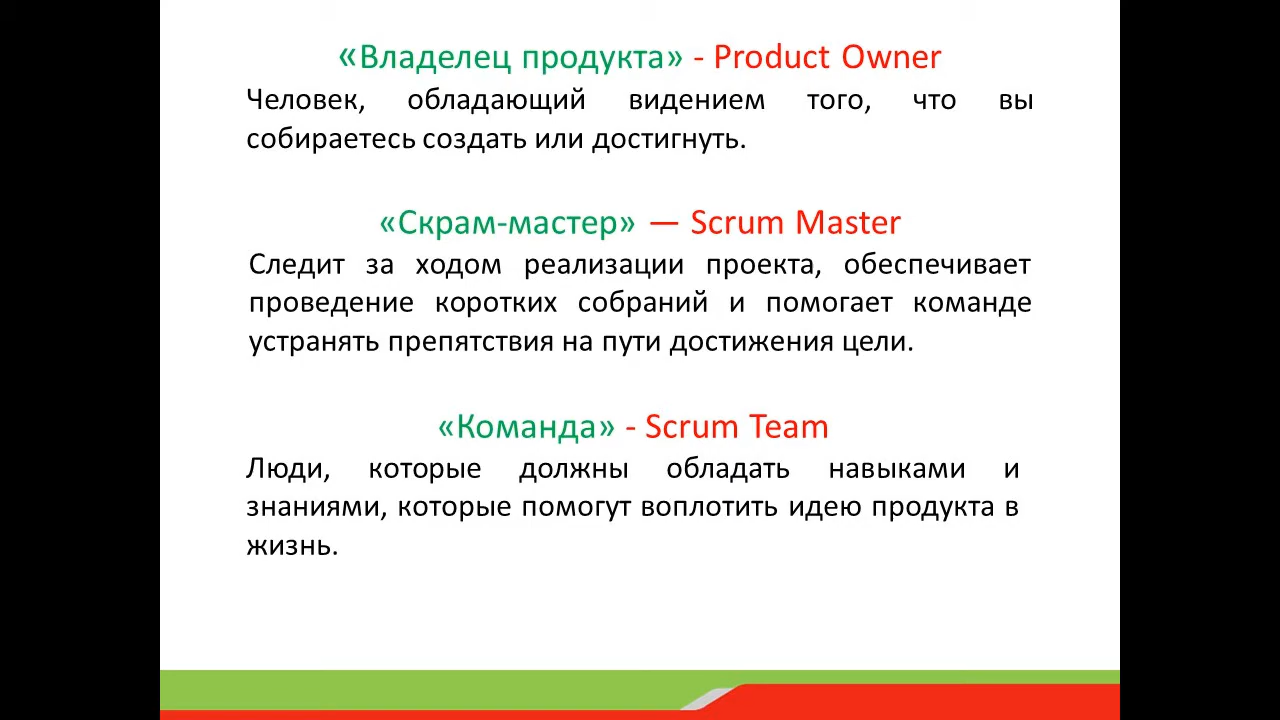 «Владелец продукта» - Product Owner
Человек, обладающий видением того, что вы
собираетесь создать или достигнуть.
«Скрам-мастер» — Scrum Master
Следит за ходом реализации проекта, обеспечивает
проведение коротких собраний и помогает команде
устранять препятствия на пути достижения цели.
«Команда» - Scrum Team
Люди, которые должны обладать навыками и
знаниями, которые помогут воплотить идею продукта в
жизнь.